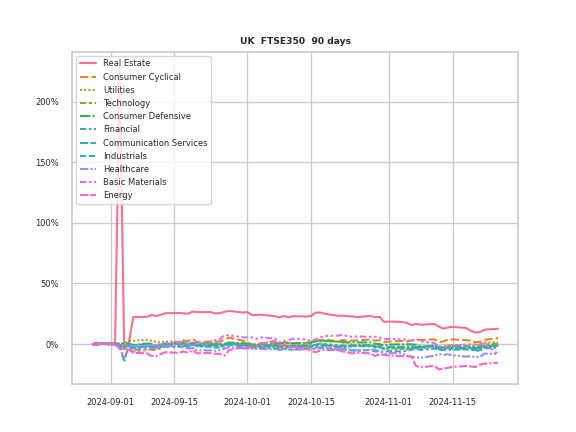 UK  FTSE350  90 days
Real Estate
Consumer Cyclical
Utilities
Technology
Consumer Defensive
Financial
Communication Services
Industrials
Healthcare
Basic Materials
Energy
200%
150%
100%
50%
0%
2024-09-01 2024-09-15 2024-10-01 2024-10-15 2024-11-01 2024-11-15